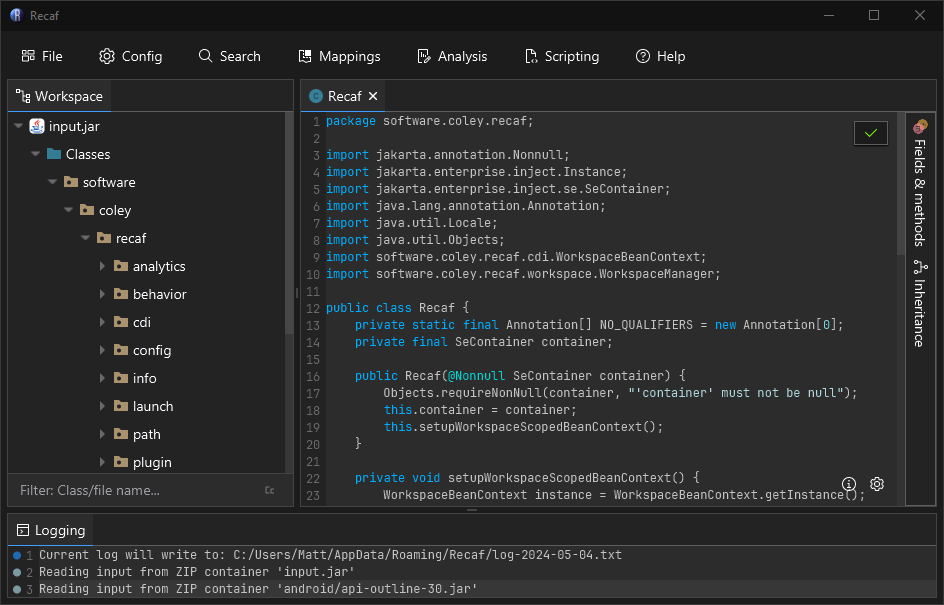 Recaf
File Config Search Mappings Analysis Scripting Help
Workspace
input.jar
Classes
software
coley
recaf
analytics
behavior
cdi
config
info
launch
path
plugin
Filter: Class/file name...
Cc
Recaf
1 package software.coley.recaf;
2
3 import jakarta.annotation.Nonnull;
4 import jakarta.enterprise.inject.Instance;
5 import jakarta.enterprise.inject.se.SeContainer;
6 import java.lang.annotation.Annotation;
7 import java.util.Locale;
8 import java.util.Objects;
9 import software.coley.recaf.cdi.WorkspaceBeanContext;
10 import software.coley.recaf.workspace.WorkspaceManager;
11
12 public class Recaf {
13     private static final Annotation[] NO_QUALIFIERS = new Annotation[0];
14     private final SeContainer container;
15
16     public Recaf(@Nonnull SeContainer container) {
17         Objects.requireNonNull(container, "'container' must not be null");
18         this.container = container;
19         this.setupWorkspaceScopedBeanContext();
20     }
21
22     private void setupWorkspaceScopedBeanContext() {
23         WorkspaceBeanContext instance = WorkspaceBeanContext.getInstance();
Fields & methods
Inheritance
Logging
1 Current log will write to: C:/Users/Matt/AppData/Roaming/Recaf/log-2024-05-04.txt
2 Reading input from ZIP container 'input.jar'
3 Reading input from ZIP container 'android/api-outline-30.jar'